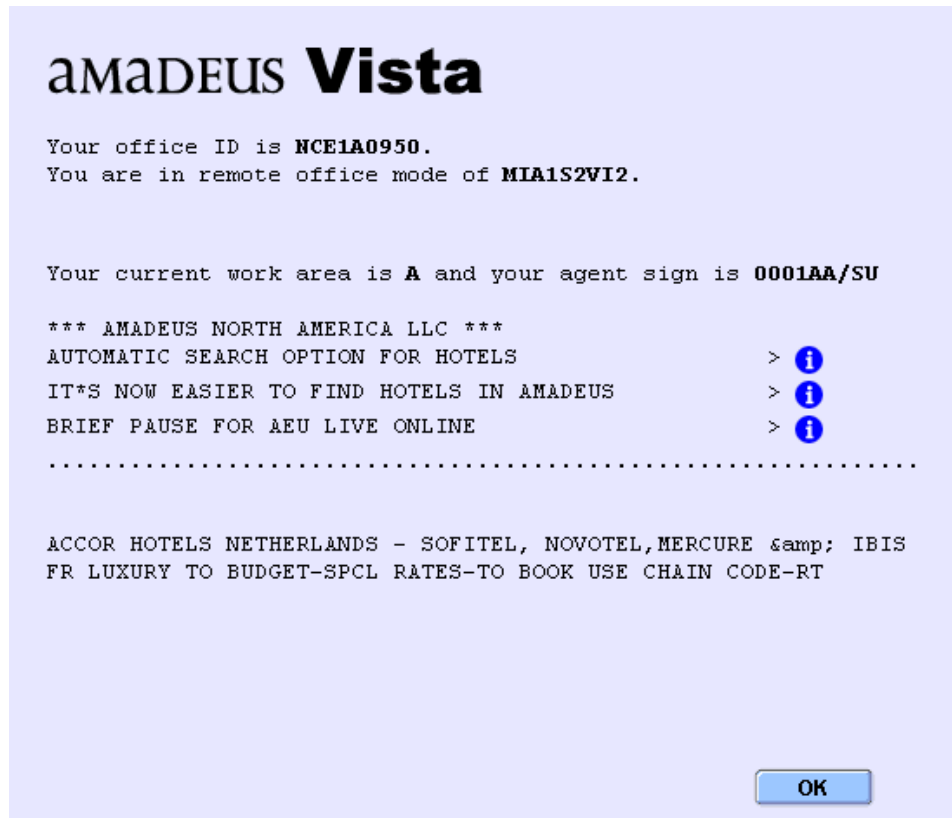 aMaDEUS Vista
Your office ID is NCE1A0950.
You are in remote office mode of MIA1S2VI2.
Your current work area is A and your agent sign is 0001AA/SU
*** AMADEUS NORTH AMERICA LLC ***
AUTOMATIC SEARCH OPTION FOR HOTELS > i
IT*S NOW EASIER TO FIND HOTELS IN AMADEUS > i
BRIEF PAUSE FOR AEU LIVE ONLINE > i
...............................................................
ACCOR HOTELS NETHERLANDS - SOFITEL, NOVOTEL,MERCURE &amp; IBIS
FR LUXURY TO BUDGET-SPCL RATES-TO BOOK USE CHAIN CODE-RT
OK